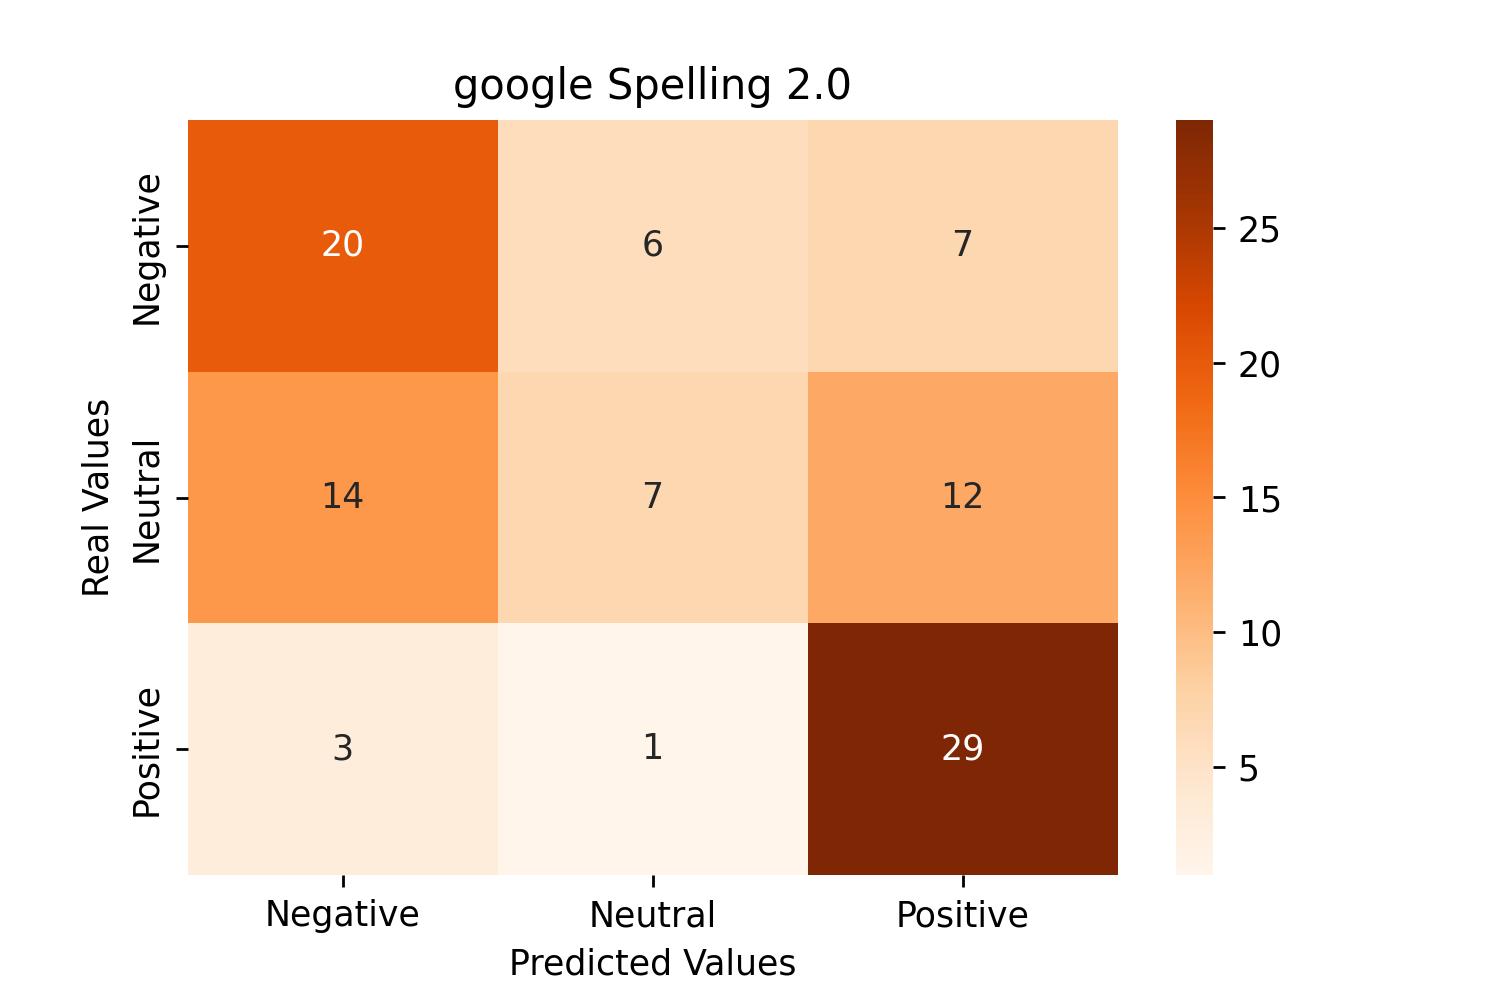 google Spelling 2.0
Real Values
Negative
20 6 7
Neutral
14 7 12
Positive
3 1 29
Negative Neutral Positive
Predicted Values
25
20
15
10
5